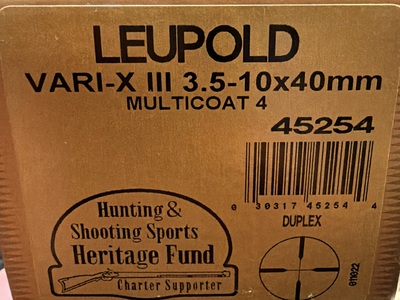 LEUPOLD
VARI-X III 3.5-10x40mm
MULTICOAT 4
45254
0 30317 45254 4
DUPLEX
Hunting &
Shooting Sports
Heritage Fund
Charter Supporter
011022